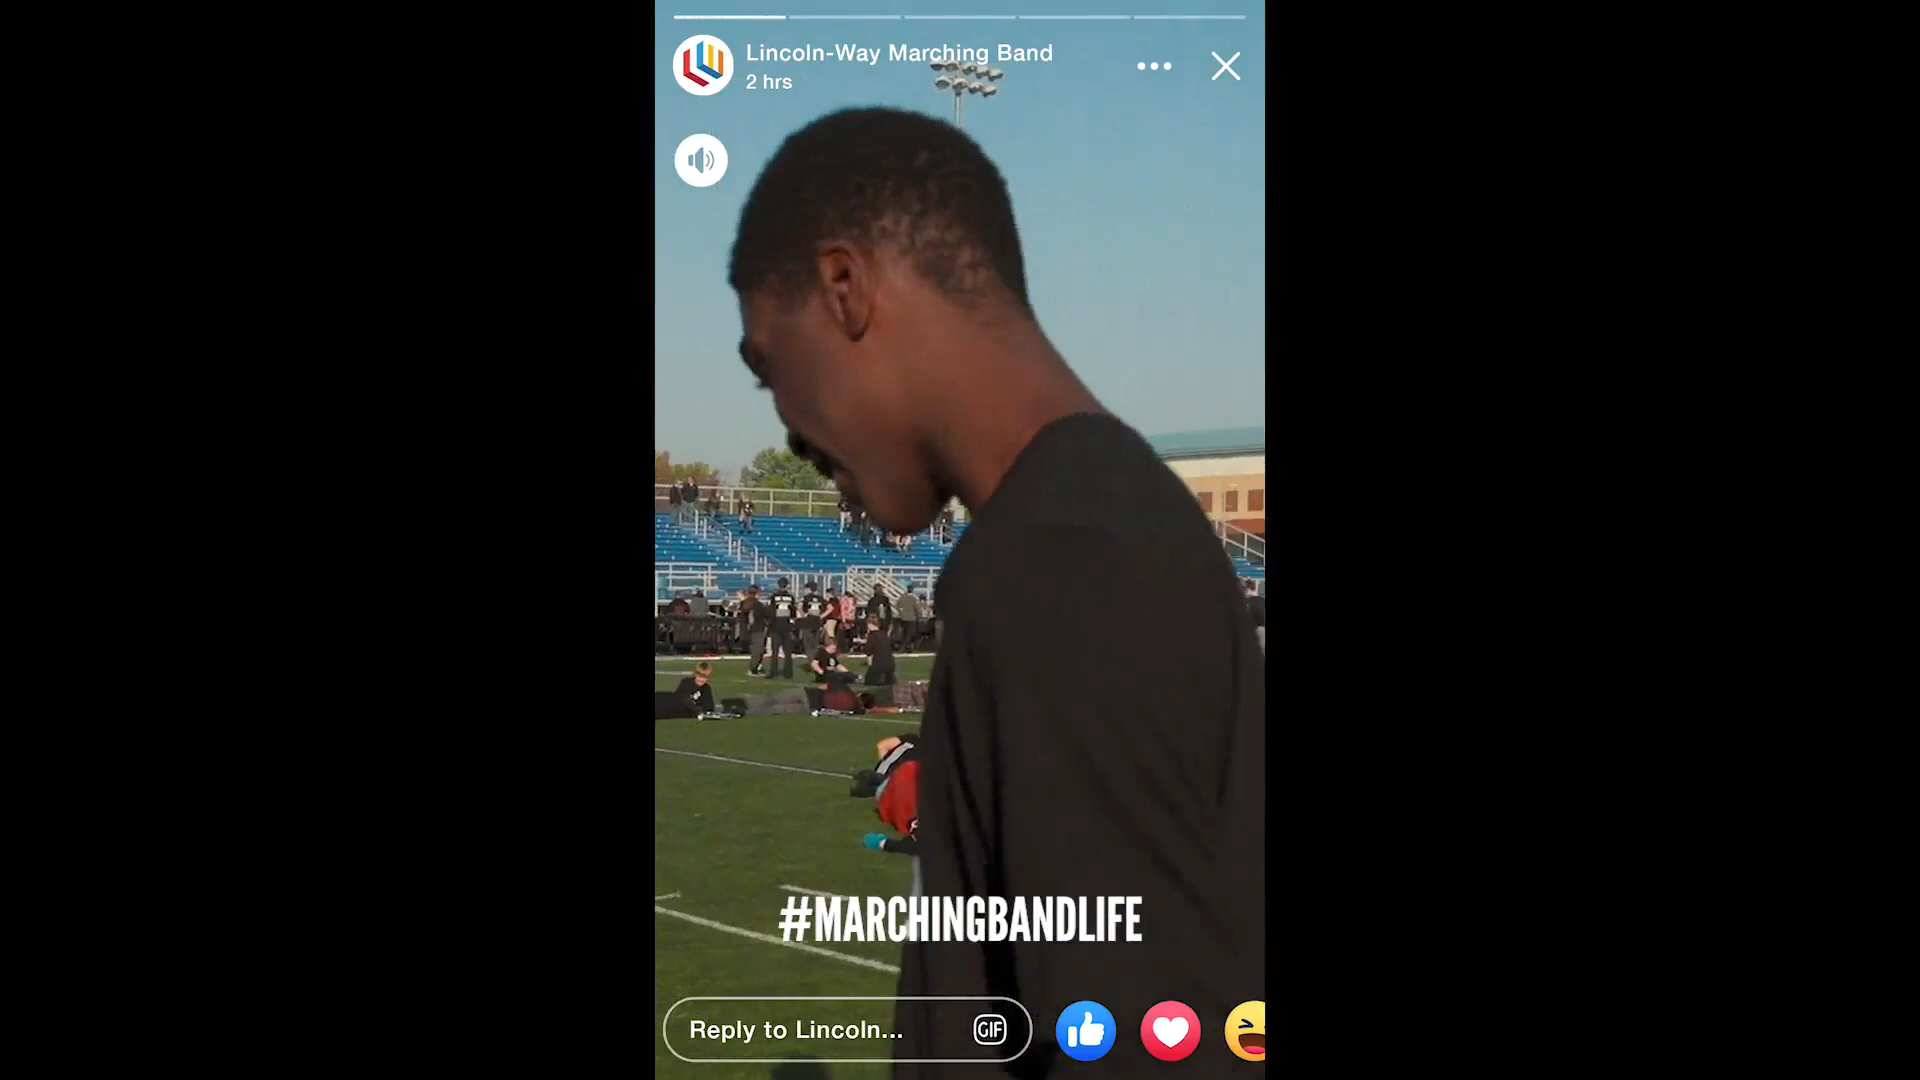 Lincoln-Way Marching Band
2 hrs
#MARCHINGBANDLIFE
Reply to Lincoln...
GIF